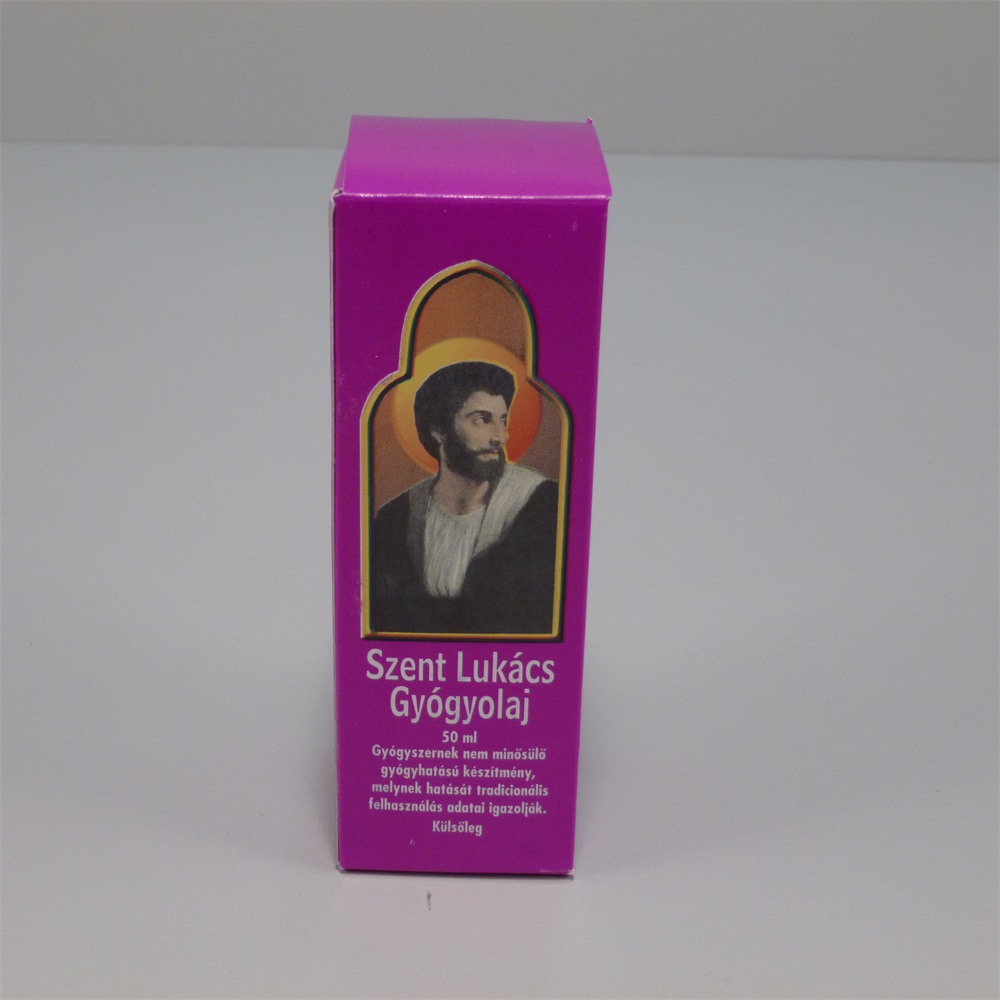 Szent Lukács
Gyógyolaj
50 ml
Gyógyszernek nem minősülő
gyógyhatású készítmény,
melynek hatását tradicionális
felhasználás adatai igazolják.
Külsőleg